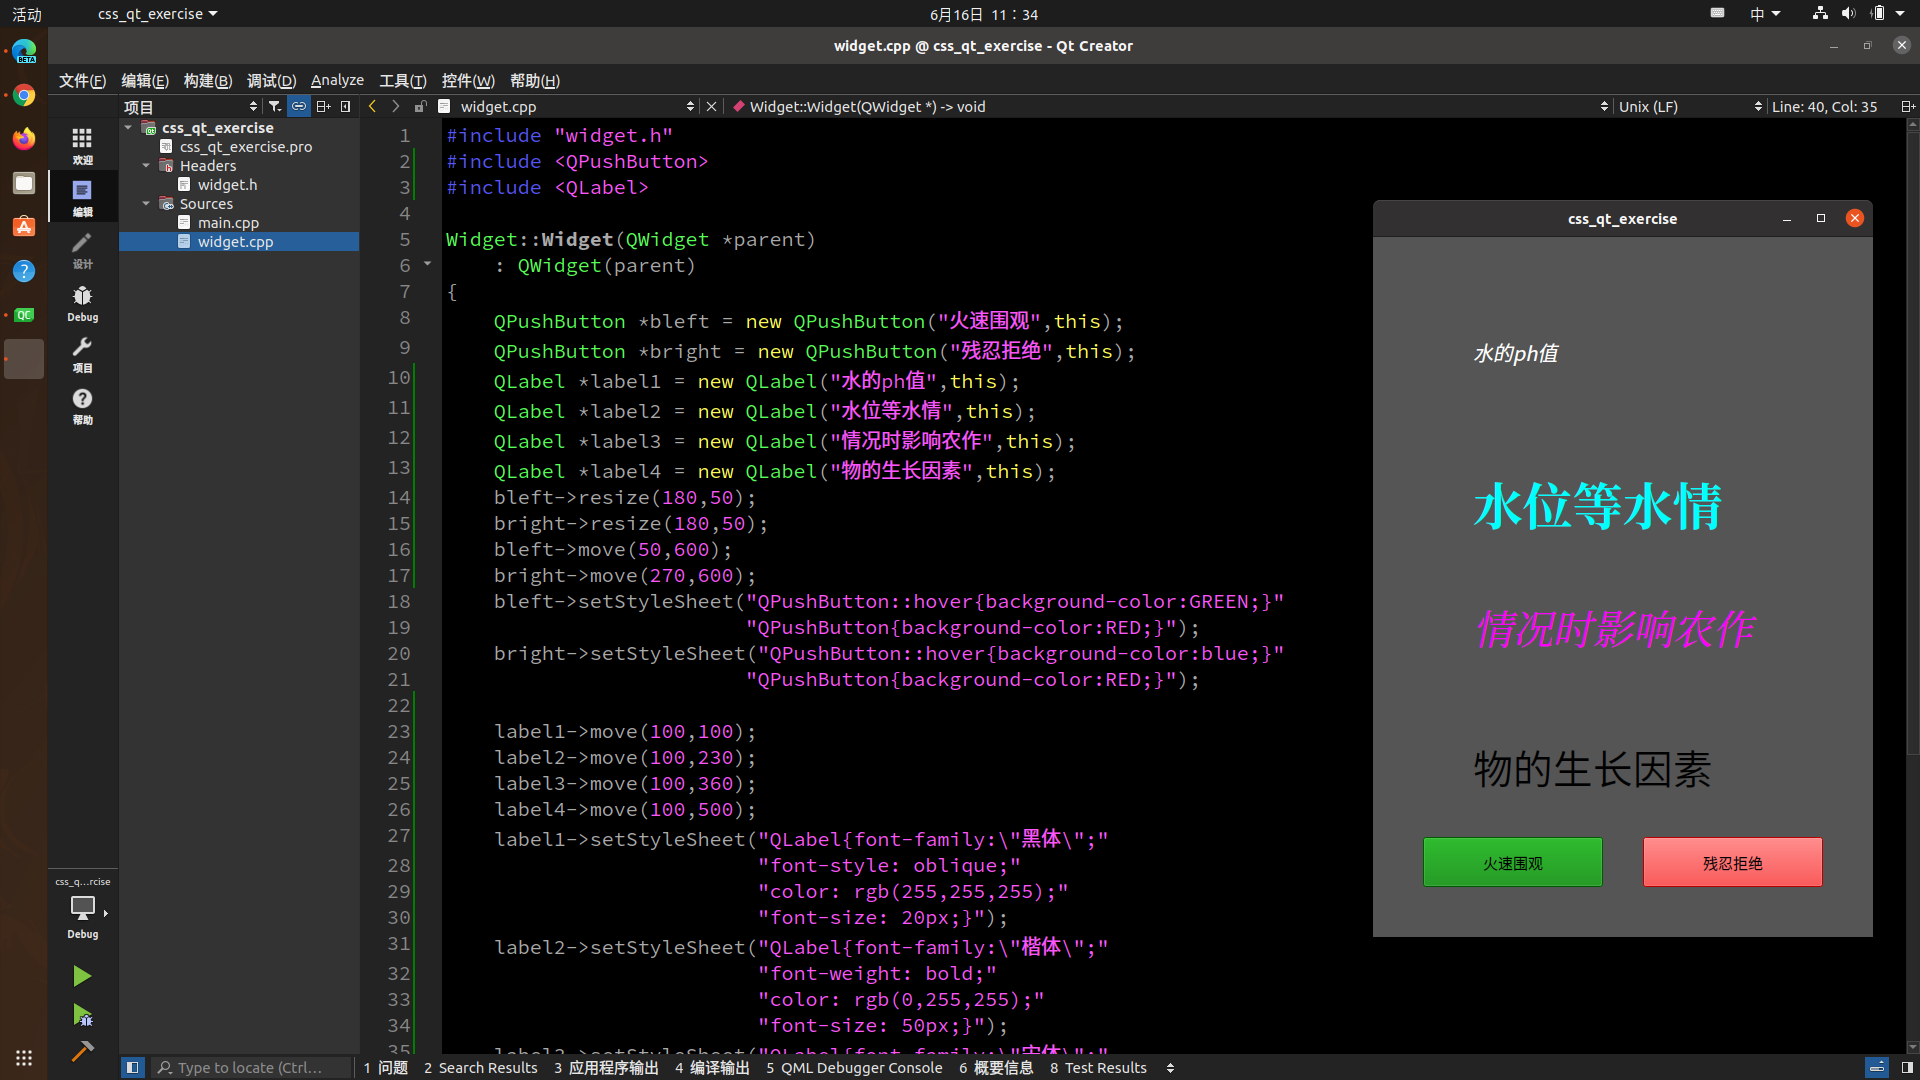 活动
css_qt_exercise
6月16日 11：34
中
widget.cpp @ css_qt_exercise - Qt Creator
文件(F) 编辑(E) 构建(B) 调试(D) Analyze 工具(T) 控件(W) 帮助(H)
项目
widget.cpp
Widget::Widget(QWidget *) -> void
Unix (LF)
Line: 40, Col: 35
BETA
QC
欢迎
编辑
设计
Debug
项目
帮助
css_q...rcise
Debug
css_qt_exercise
css_qt_exercise.pro
Headers
widget.h
Sources
main.cpp
widget.cpp
1 #include "widget.h"
2 #include <QPushButton>
3 #include <QLabel>
4
5 Widget::Widget(QWidget *parent)
6     : QWidget(parent)
7 {
8     QPushButton *bleft = new QPushButton("火速围观",this);
9     QPushButton *bright = new QPushButton("残忍拒绝",this);
10     QLabel *label1 = new QLabel("水的ph值",this);
11     QLabel *label2 = new QLabel("水位等水情",this);
12     QLabel *label3 = new QLabel("情况时影响农作",this);
13     QLabel *label4 = new QLabel("物的生长因素",this);
14     bleft->resize(180,50);
15     bright->resize(180,50);
16     bleft->move(50,600);
17     bright->move(270,600);
18     bleft->setStyleSheet("QPushButton::hover{background-color:GREEN;}"
19                          "QPushButton{background-color:RED;}");
20     bright->setStyleSheet("QPushButton::hover{background-color:blue;}"
21                          "QPushButton{background-color:RED;}");
22
23     label1->move(100,100);
24     label2->move(100,230);
25     label3->move(100,360);
26     label4->move(100,500);
27     label1->setStyleSheet("QLabel{font-family:\"黑体\";"
28                           "font-style: oblique;"
29                           "color: rgb(255,255,255);"
30                           "font-size: 20px;}");
31     label2->setStyleSheet("QLabel{font-family:\"楷体\";"
32                           "font-weight: bold;"
33                           "color: rgb(0,255,255);"
34                           "font-size: 50px;}");
35     label3->setStyleSheet("QLabel{font-family:\"宋体\";"
css_qt_exercise
水的ph值
水位等水情
情况时影响农作
物的生长因素
火速围观
残忍拒绝
Type to locate (Ctrl...
1 问题 2 Search Results 3 应用程序输出 4 编译输出 5 QML Debugger Console 6 概要信息 8 Test Results